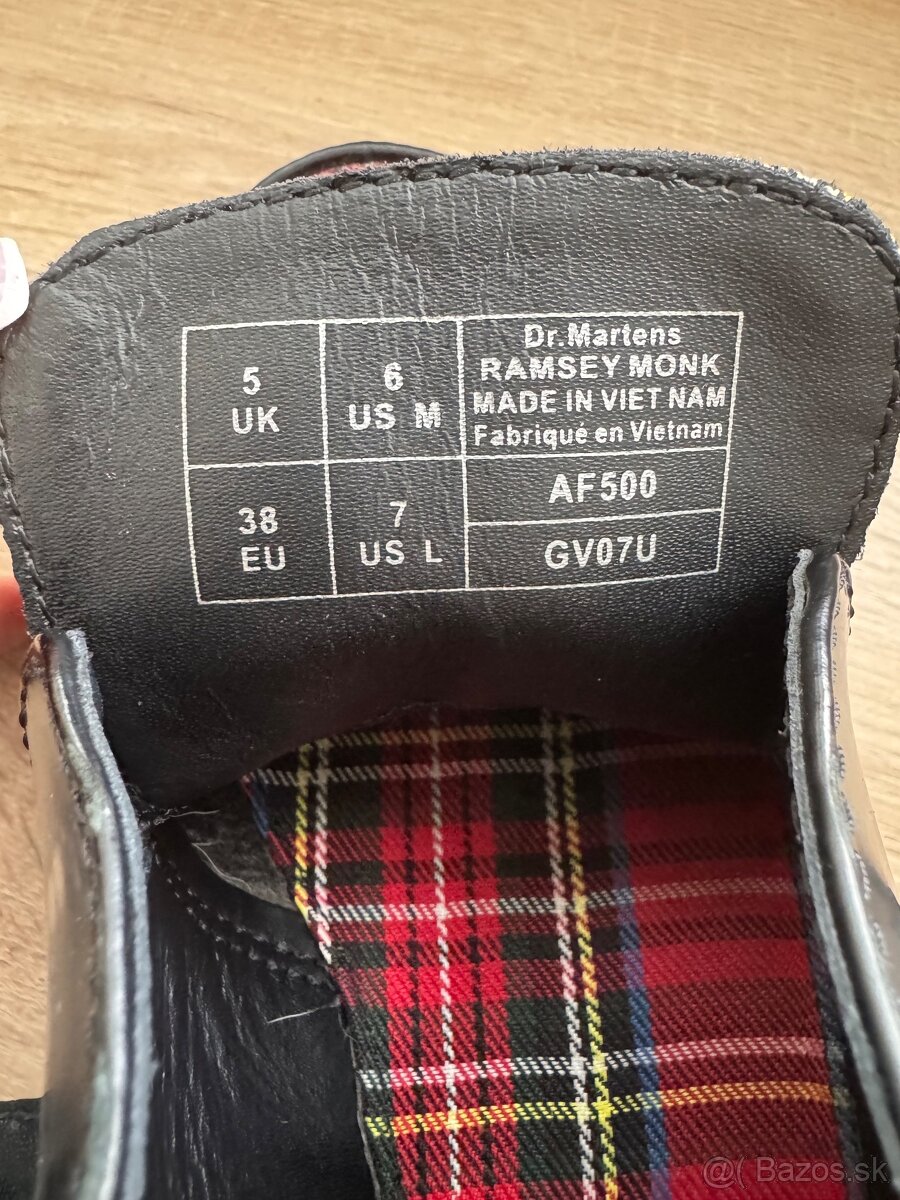 5
UK
6
US M
Dr.Martens
RAMSEY MONK
MADE IN VIET NAM
Fabriqué en Vietnam
38
EU
7
US L
AF500
GV07U
@( Bazos.sk